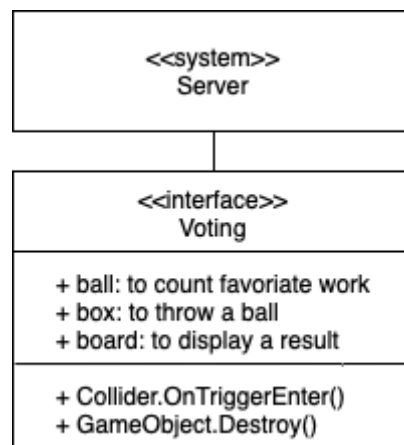 <<system>>
Server
<<interface>>
Voting
+ ball: to count favoriate work
+ box: to throw a ball
+ board: to display a result
+ Collider.OnTriggerEnter()
+ GameObject.Destroy()